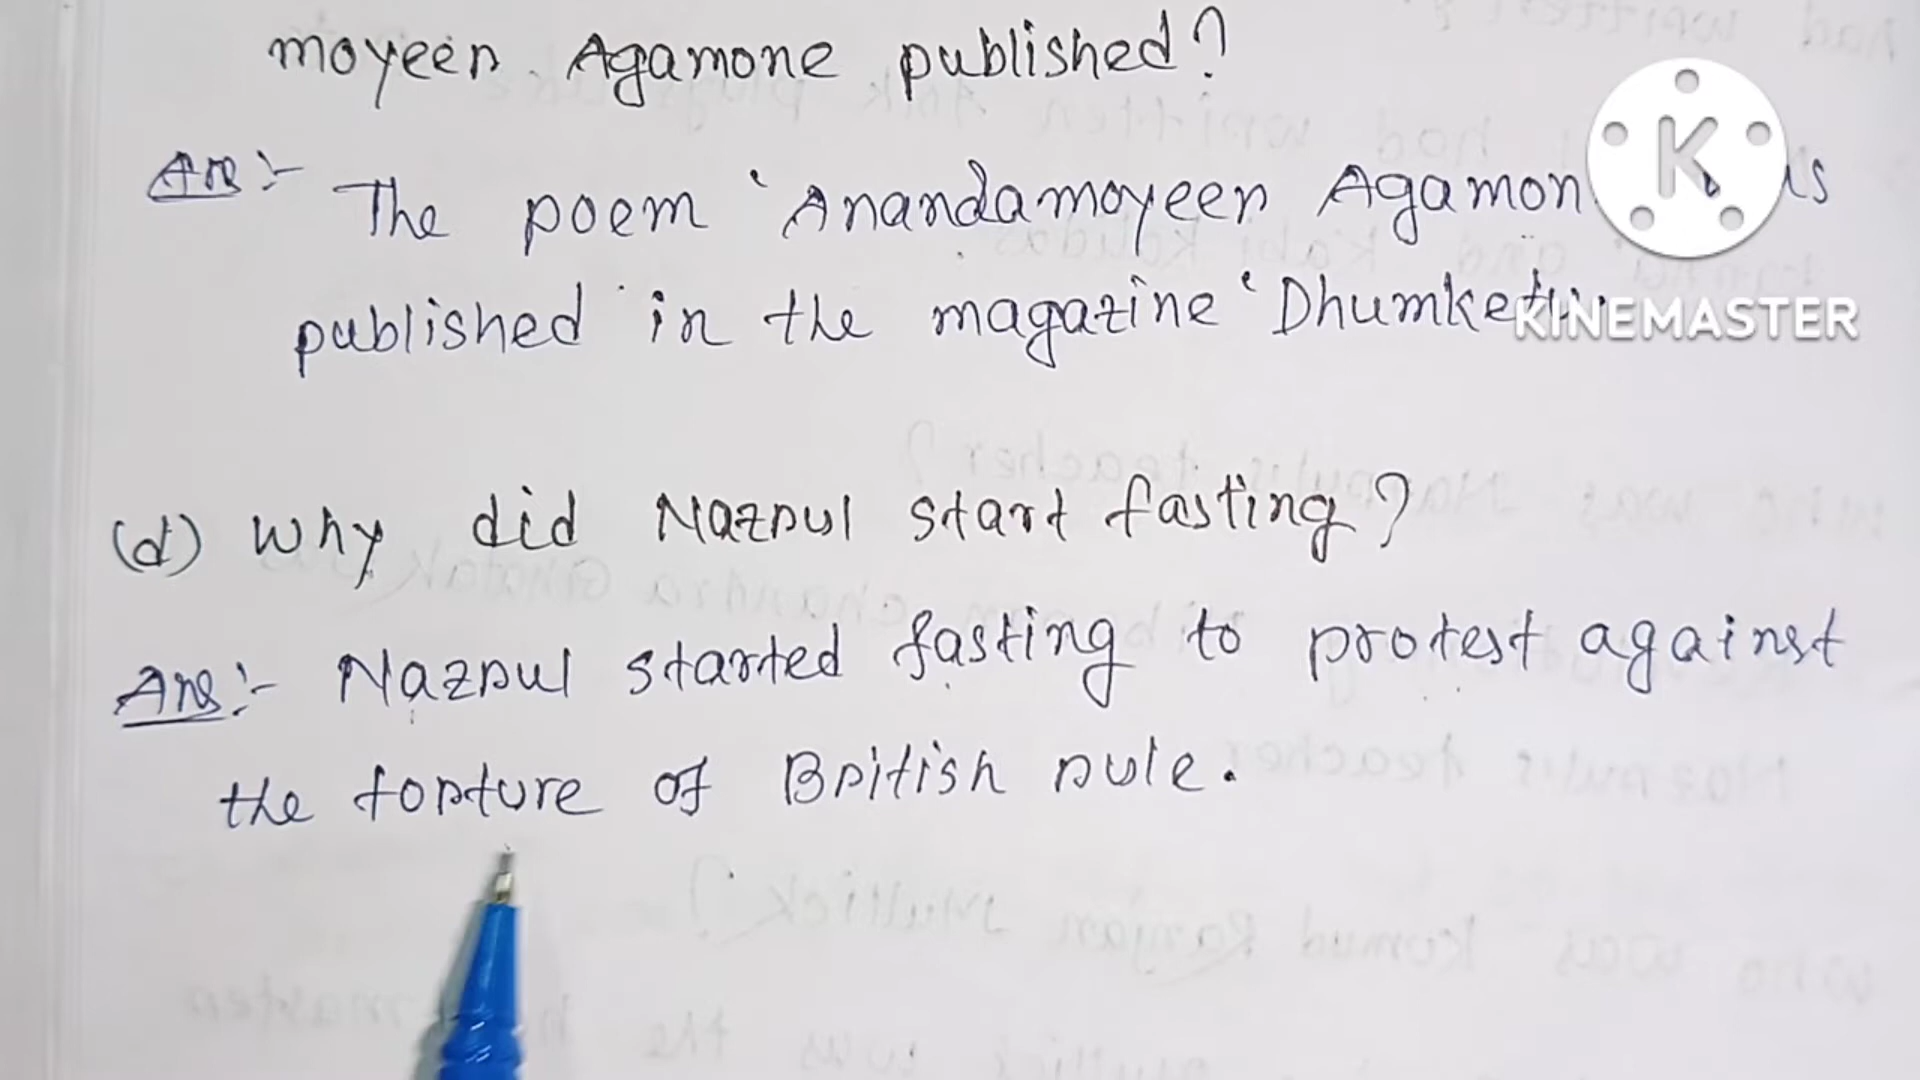 moyeer Agamone published?
Ans:- The poem 'Anandamoyeer Agamon
published in the magazine 'Dhumketu
KINEMASTER
(d) Why did Nazrul start fasting?
Ans:- Nazrul started fasting to protest against
the torture of British rule.